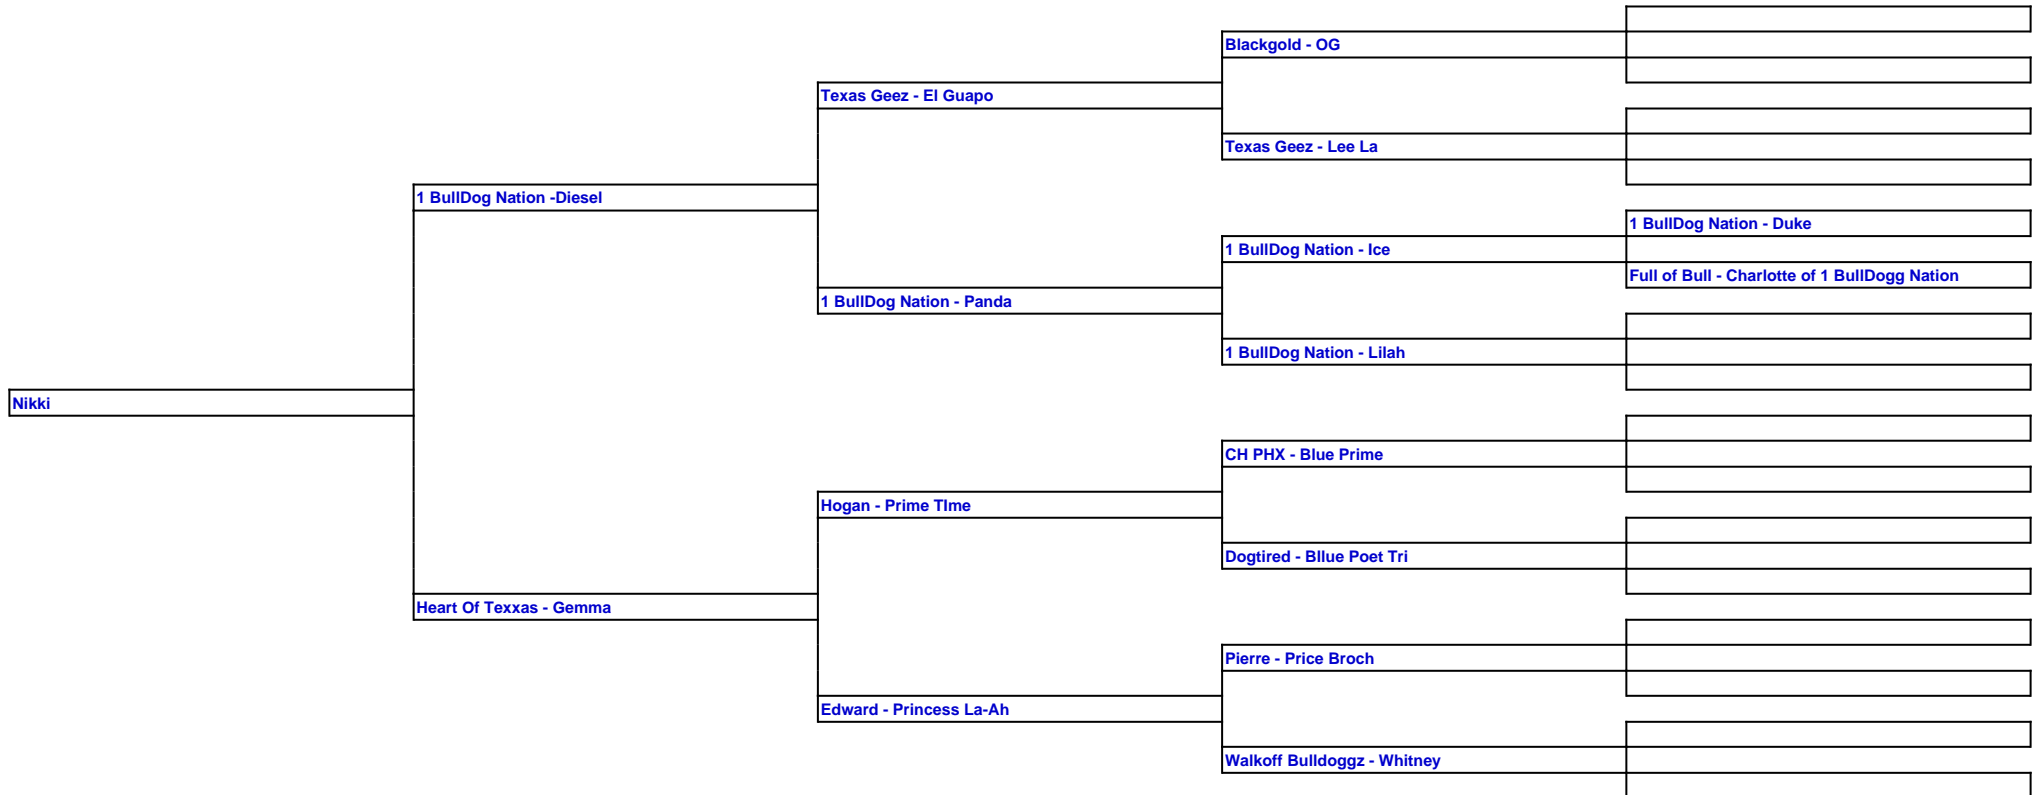 Blackgold - OG
Texas Geez - El Guapo
Texas Geez - Lee La
1 BullDog Nation -Diesel
1 BullDog Nation - Duke
1 BullDog Nation - Ice
Full of Bull - Charlotte of 1 BullDogg Nation
1 BullDog Nation - Panda
1 BullDog Nation - Lilah
Nikki
CH PHX - Blue Prime
Hogan - Prime TIme
Dogtired - Bllue Poet Tri
Heart Of Texxas - Gemma
Pierre - Price Broch
Edward - Princess La-Ah
Walkoff Bulldoggz - Whitney